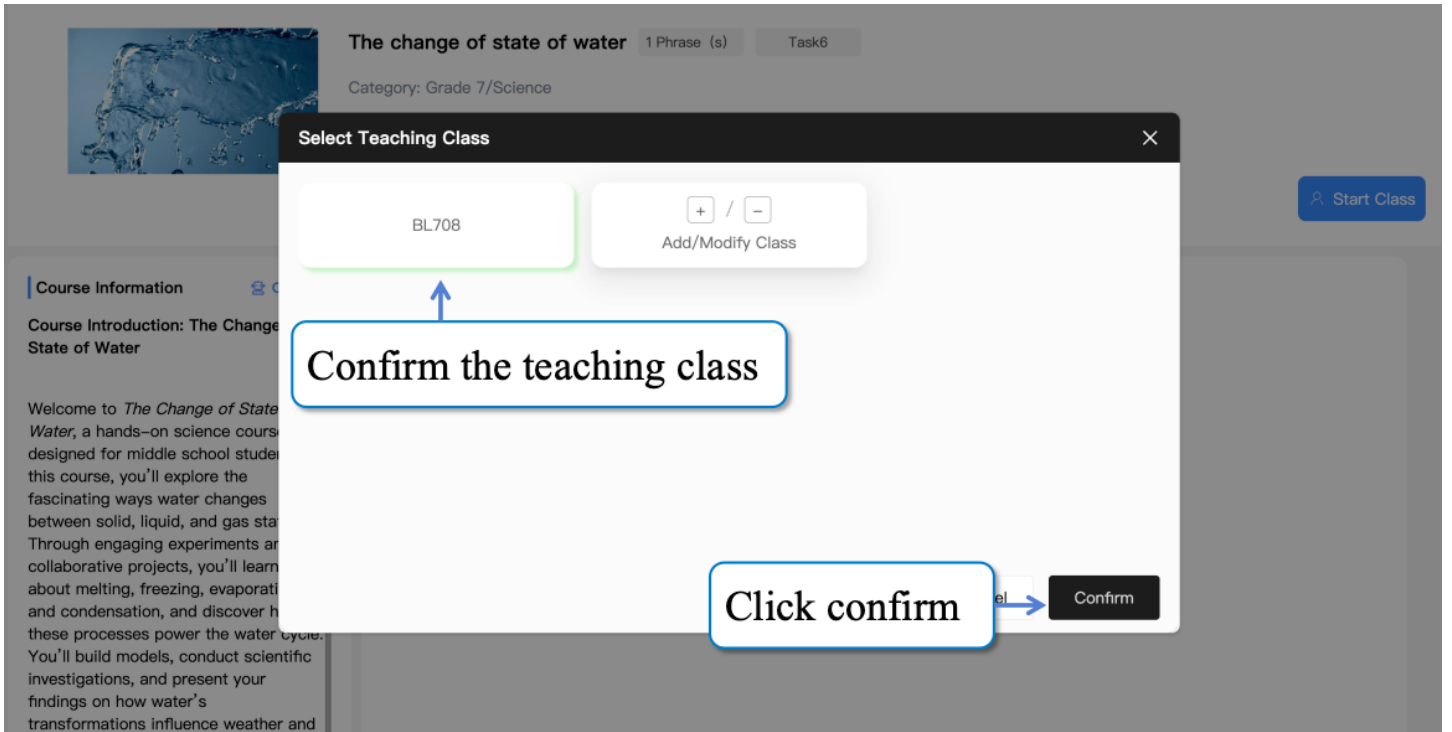 The change of state of water 1 Phrase (s) Task6
Category: Grade 7/Science
Select Teaching Class
Start Class
BL708
+ / -
Add/Modify Class
Confirm the teaching class
Click confirm
Confirm
Course Information
Course Introduction: The Change
State of Water
Welcome to The Change of State
Water, a hands-on science
designed for middle school
this course, you'll explore the
fascinating ways water changes
between solid, liquid, and gas
Through engaging experiments
collaborative projects, you'll learn
about melting, freezing,
and condensation, and discover
these processes power the water cycle.
You'll build models, conduct scientific
investigations, and present your
findings on how water's
transformations influence weather and